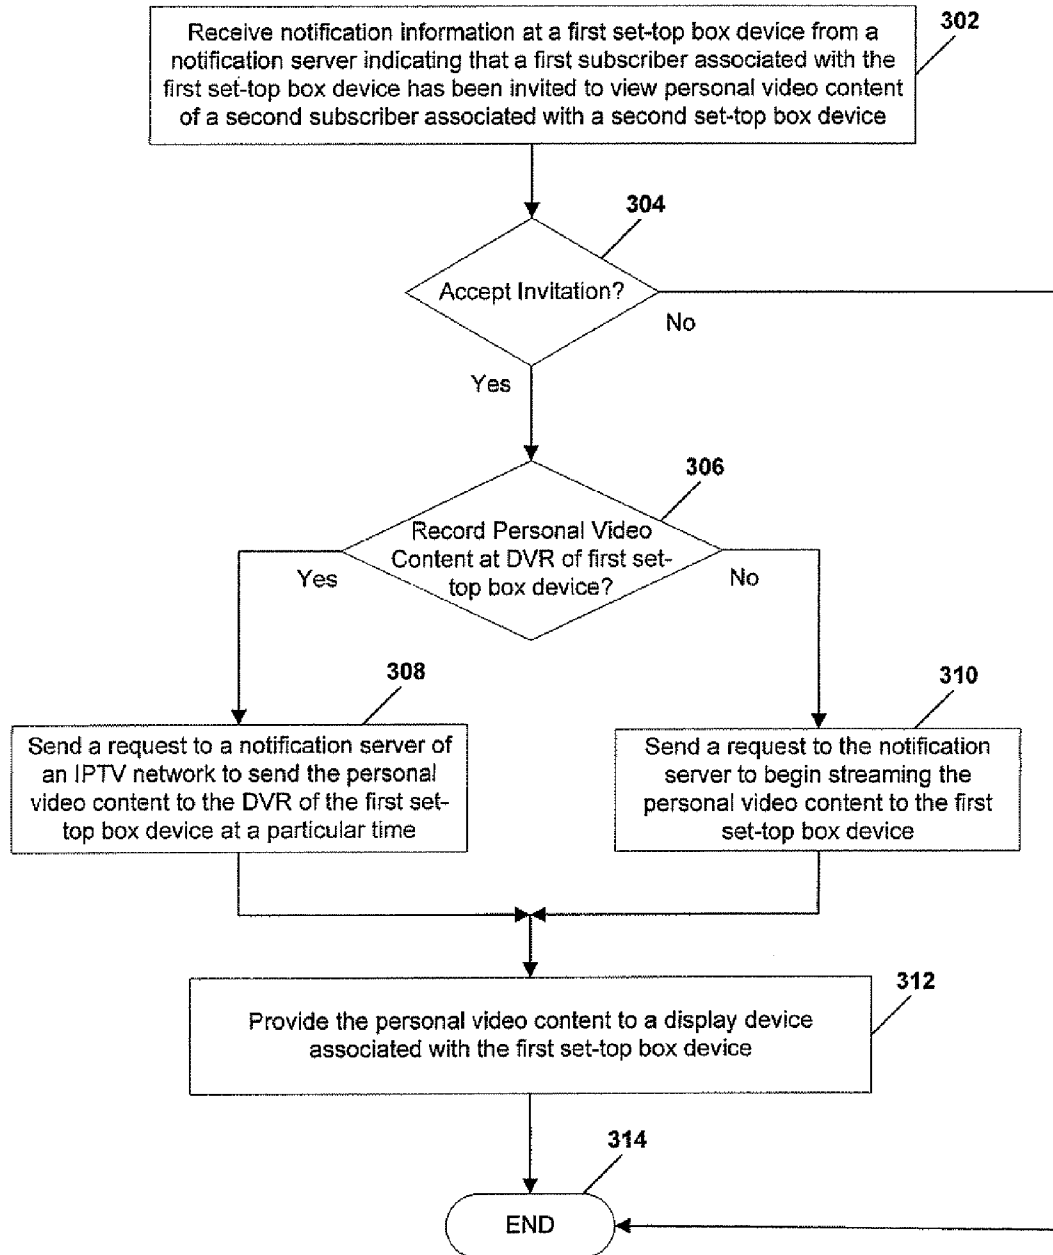 302
Receive notification information at a first set-top box device from a
notification server indicating that a first subscriber associated with the
first set-top box device has been invited to view personal video content
of a second subscriber associated with a second set-top box device
304
Accept Invitation?
No
Yes
306
Record Personal Video
Content at DVR of first set-
top box device?
Yes
No
308
310
Send a request to a notification server of
an IPTV network to send the personal
video content to the DVR of the first set-
top box device at a particular time
Send a request to the notification
server to begin streaming the
personal video content to the first
set-top box device
312
Provide the personal video content to a display device
associated with the first set-top box device
314
END